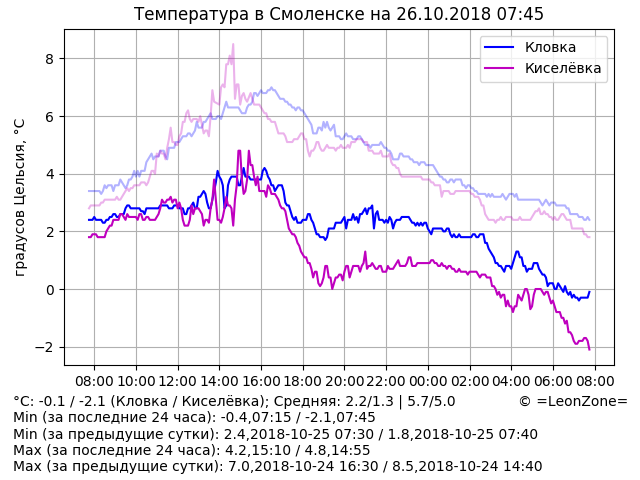 Температура в Смоленске на 26.10.2018 07:45
Кловка
Киселёвка
градусов Цельсия, °C
8
6
4
2
0
−2
08:00 10:00 12:00 14:00 16:00 18:00 20:00 22:00 00:00 02:00 04:00 06:00 08:00
°C: -0.1 / -2.1 (Кловка / Киселёвка); Средняя: 2.2/1.3 | 5.7/5.0 © =LeonZone=
Min (за последние 24 часа): -0.4,07:15 / -2.1,07:45
Min (за предыдущие сутки): 2.4,2018-10-25 07:30 / 1.8,2018-10-25 07:40
Max (за последние 24 часа): 4.2,15:10 / 4.8,14:55
Max (за предыдущие сутки): 7.0,2018-10-24 16:30 / 8.5,2018-10-24 14:40